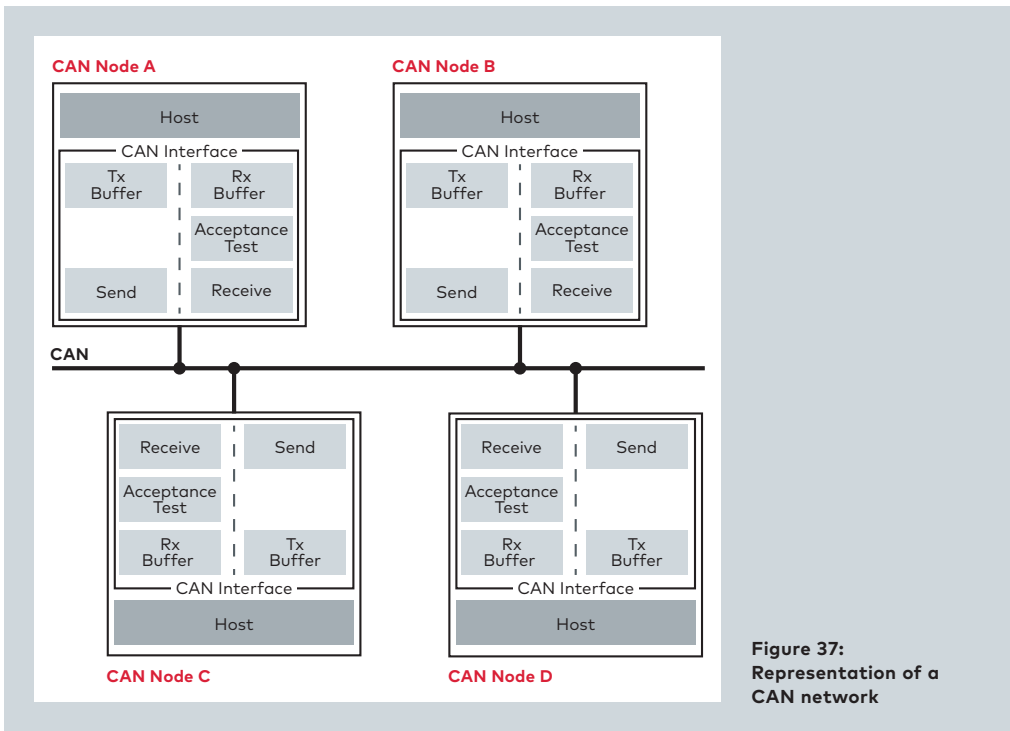 CAN Node A
Host
CAN Interface
Tx
Buffer
Rx
Buffer
Acceptance
Test
Send
Receive
CAN Node B
Host
CAN Interface
Tx
Buffer
Rx
Buffer
Acceptance
Test
Send
Receive
CAN
Receive
Send
Acceptance
Test
Rx
Buffer
Tx
Buffer
CAN Interface
Host
CAN Node C
Receive
Send
Acceptance
Test
Rx
Buffer
Tx
Buffer
CAN Interface
Host
CAN Node D
Figure 37:
Representation of a
CAN network